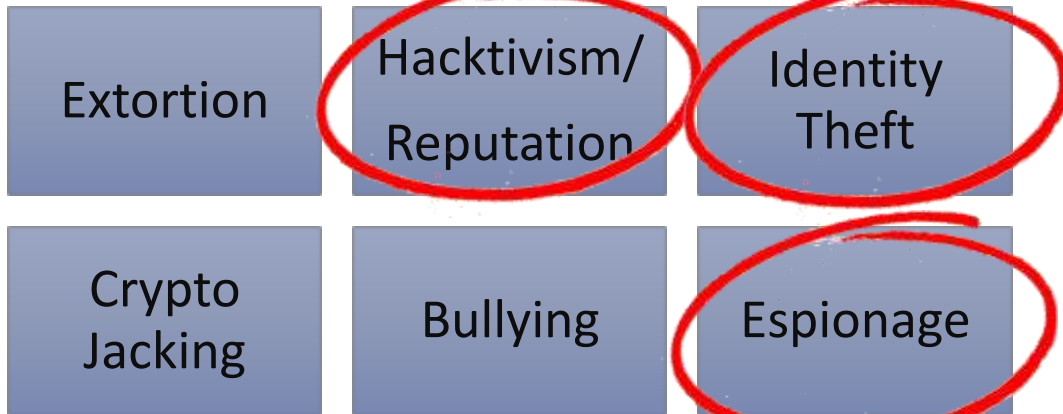 Extortion
Hacktivism/
Reputation
Identity
Theft
Crypto
Jacking
Bullying
Espionage